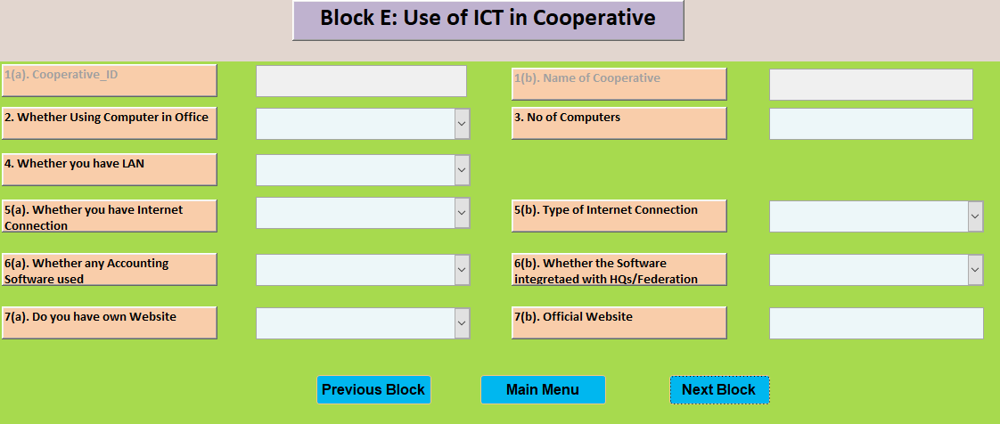 Block E: Use of ICT in Cooperative
1(a). Cooperative_ID
1(b). Name of Cooperative
2. Whether Using Computer in Office
3. No of Computers
4. Whether you have LAN
5(a). Whether you have Internet
Connection
5(b). Type of Internet Connection
6(a). Whether any Accounting
Software used
6(b). Whether the Software
integretaed with HQs/Federation
7(a). Do you have own Website
7(b). Official Website
Previous Block
Main Menu
Next Block